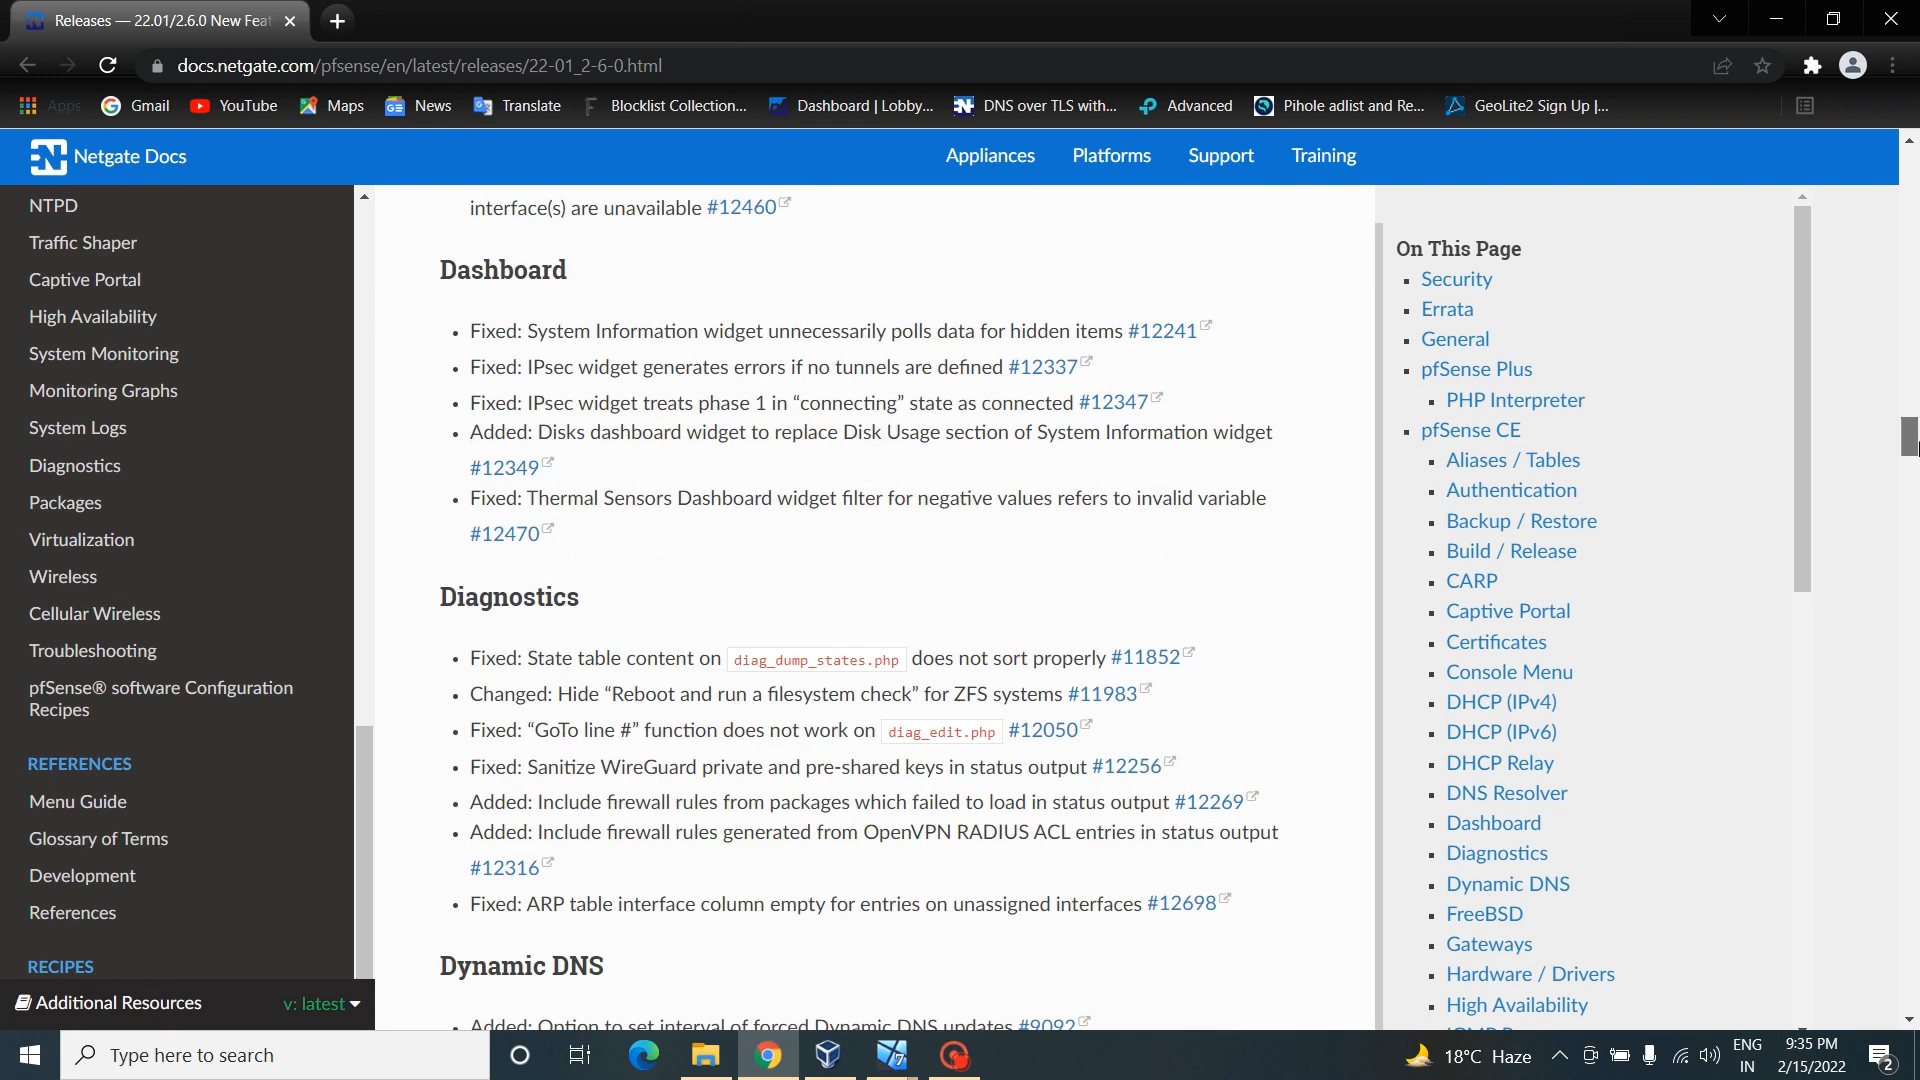 Releases — 22.01/2.6.0 New Feat
docs.netgate.com/pfsense/en/latest/releases/22-01_2-6-0.html
Apps
Gmail
YouTube
Maps
News
Translate
Blocklist Collection...
Dashboard | Lobby...
DNS over TLS with...
Advanced
Pihole adlist and Re...
GeoLite2 Sign Up |...
Netgate Docs
Appliances
Platforms
Support
Training
NTPD
Traffic Shaper
Captive Portal
High Availability
System Monitoring
Monitoring Graphs
System Logs
Diagnostics
Packages
Virtualization
Wireless
Cellular Wireless
Troubleshooting
pfSense® software Configuration
Recipes
REFERENCES
Menu Guide
Glossary of Terms
Development
References
RECIPES
Additional Resources
v: latest
interface(s) are unavailable #12460
Dashboard
• Fixed: System Information widget unnecessarily polls data for hidden items #12241
• Fixed: IPsec widget generates errors if no tunnels are defined #12337
• Fixed: IPsec widget treats phase 1 in “connecting” state as connected #12347
• Added: Disks dashboard widget to replace Disk Usage section of System Information widget
#12349
• Fixed: Thermal Sensors Dashboard widget filter for negative values refers to invalid variable
#12470
Diagnostics
• Fixed: State table content on diag_dump_states.php does not sort properly #11852
• Changed: Hide “Reboot and run a filesystem check” for ZFS systems #11983
• Fixed: “GoTo line #” function does not work on diag_edit.php #12050
• Fixed: Sanitize WireGuard private and pre-shared keys in status output #12256
• Added: Include firewall rules from packages which failed to load in status output #12269
• Added: Include firewall rules generated from OpenVPN RADIUS ACL entries in status output
#12316
• Fixed: ARP table interface column empty for entries on unassigned interfaces #12698
Dynamic DNS
• Added: Option to set interval of forced Dynamic DNS updates #9092
On This Page
Security
Errata
General
pfSense Plus
PHP Interpreter
pfSense CE
Aliases / Tables
Authentication
Backup / Restore
Build / Release
CARP
Captive Portal
Certificates
Console Menu
DHCP (IPv4)
DHCP (IPv6)
DHCP Relay
DNS Resolver
Dashboard
Diagnostics
Dynamic DNS
FreeBSD
Gateways
Hardware / Drivers
High Availability
Type here to search
18°C Haze
ENG
IN
9:35 PM
2/15/2022
2